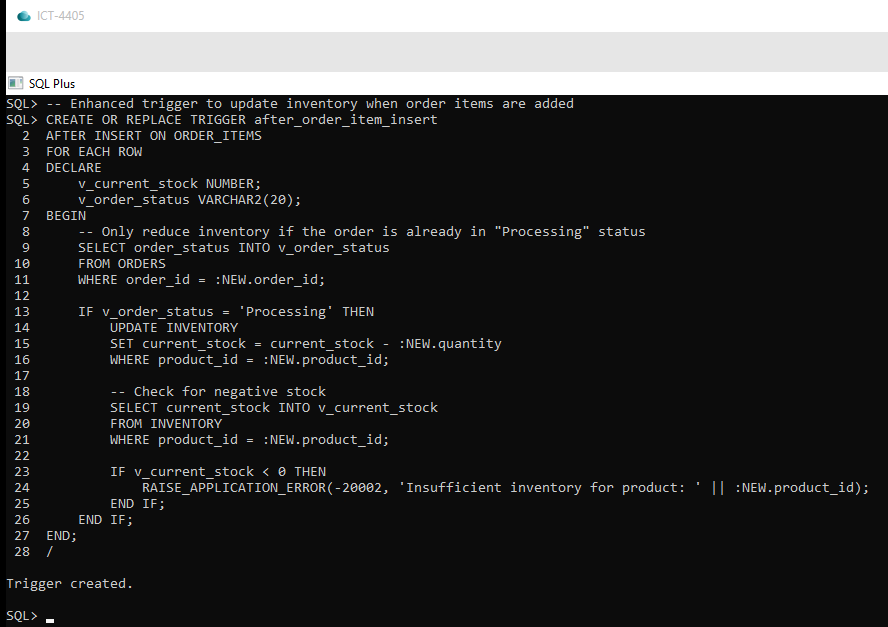 ICT-4405
SQL Plus
SQL> -- Enhanced trigger to update inventory when order items are added
SQL> CREATE OR REPLACE TRIGGER after_order_item_insert
  2  AFTER INSERT ON ORDER_ITEMS
  3  FOR EACH ROW
  4  DECLARE
  5      v_current_stock NUMBER;
  6      v_order_status VARCHAR2(20);
  7  BEGIN
  8      -- Only reduce inventory if the order is already in "Processing" status
  9      SELECT order_status INTO v_order_status
 10      FROM ORDERS
 11      WHERE order_id = :NEW.order_id;
 12
 13      IF v_order_status = 'Processing' THEN
 14          UPDATE INVENTORY
 15          SET current_stock = current_stock - :NEW.quantity
 16          WHERE product_id = :NEW.product_id;
 17
 18          -- Check for negative stock
 19          SELECT current_stock INTO v_current_stock
 20          FROM INVENTORY
 21          WHERE product_id = :NEW.product_id;
 22
 23          IF v_current_stock < 0 THEN
 24              RAISE_APPLICATION_ERROR(-20002, 'Insufficient inventory for product: ' || :NEW.product_id);
 25          END IF;
 26      END IF;
 27  END;
 28  /
Trigger created.
SQL>